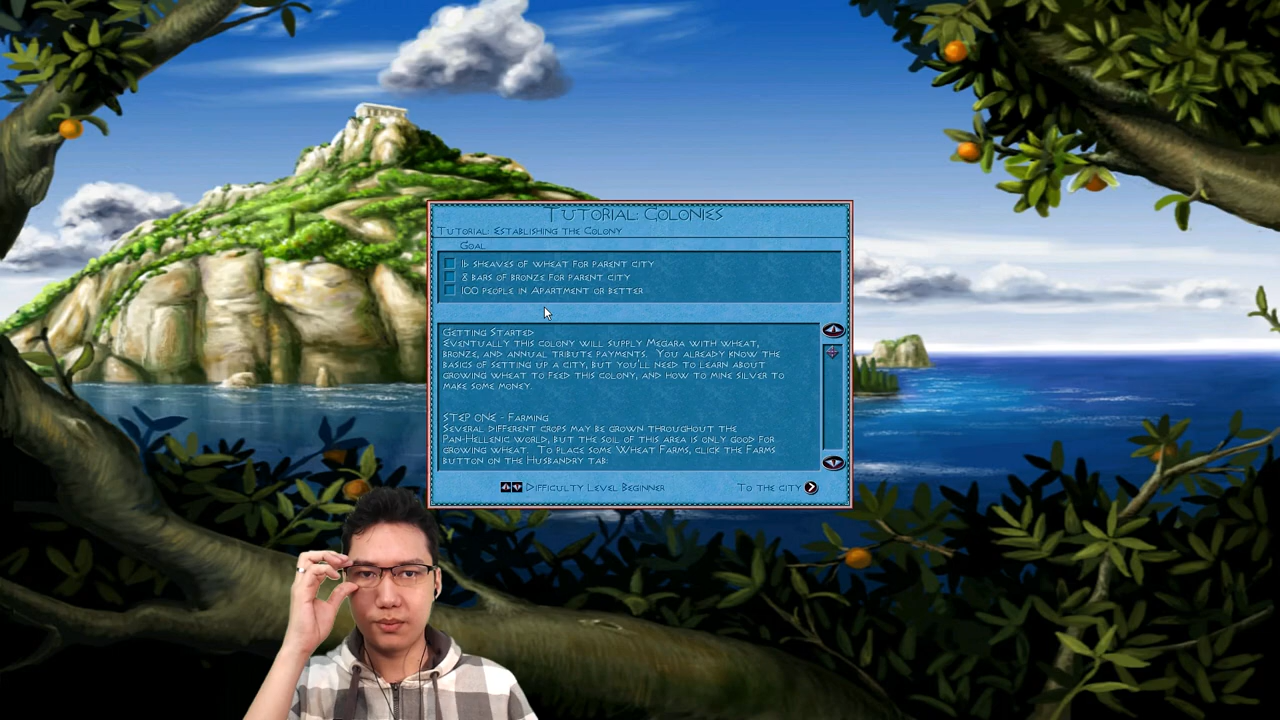 Tutorial: Colonies
Tutorial: Establishing the Colony
Goal
16 sheaves of wheat for parent city
8 bars of bronze for parent city
100 people in Apartment or better
Getting Started
Eventually this colony will supply Megara with wheat,
bronze, and annual tribute payments. You already know the
basics of setting up a city, but you'll need to learn about
growing wheat to feed this colony, and how to mine silver to
make some money.
STEP ONE - Farming
Several different crops may be grown throughout the
Pan-Hellenic world, but the soil of this area is only good for
growing wheat. To place some Wheat Farms, click the Farms
button on the Husbandry tab:
Difficulty Level Beginner
To the city